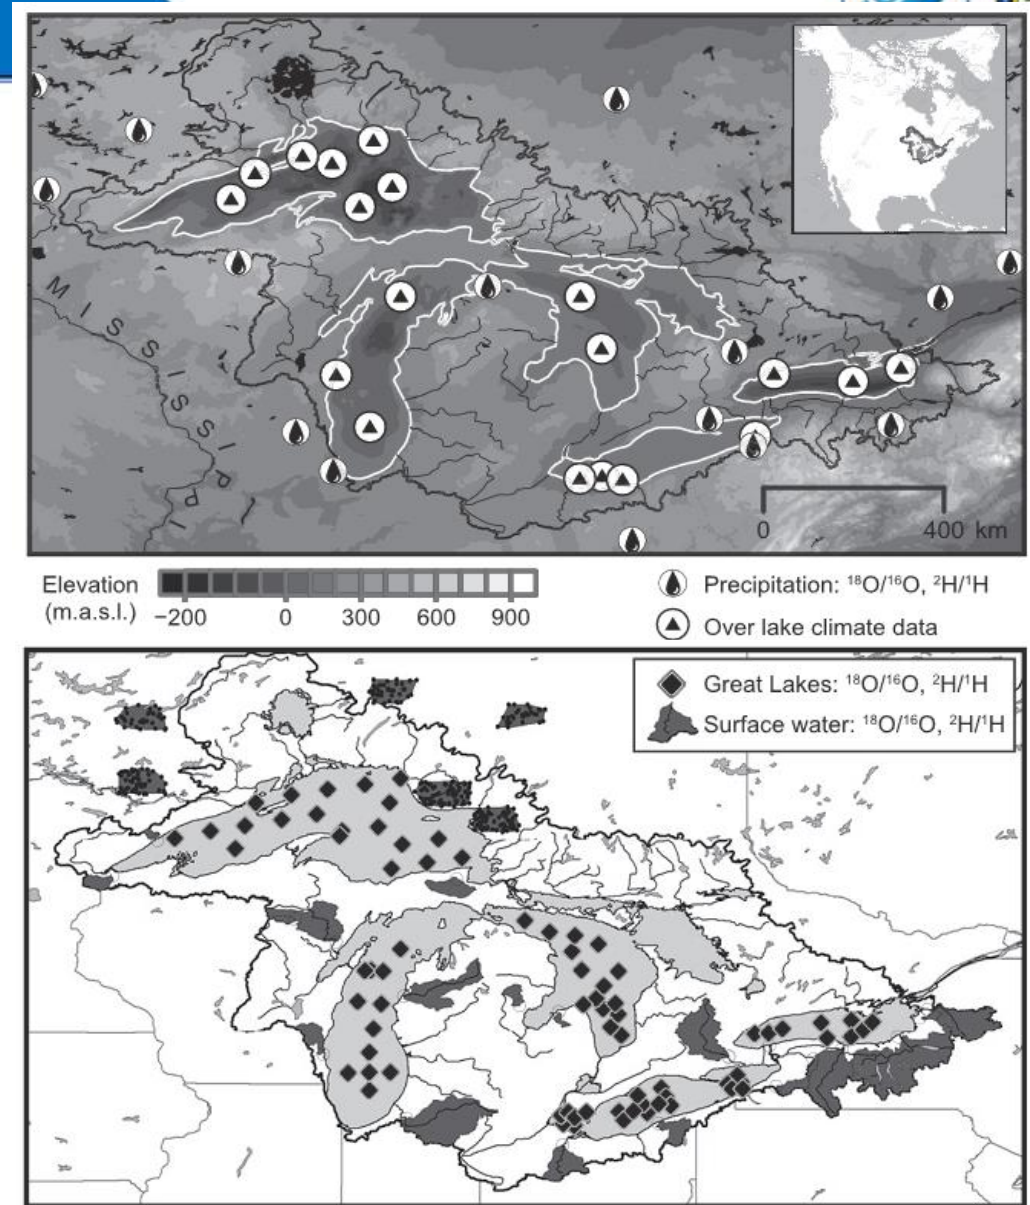 MISSISSIPPI
0 400 km
Elevation
(m.a.s.l.)
−200 0 300 600 900
Precipitation: ¹⁸O/¹⁶O, ²H/¹H
Over lake climate data
Great Lakes: ¹⁸O/¹⁶O, ²H/¹H
Surface water: ¹⁸O/¹⁶O, ²H/¹H